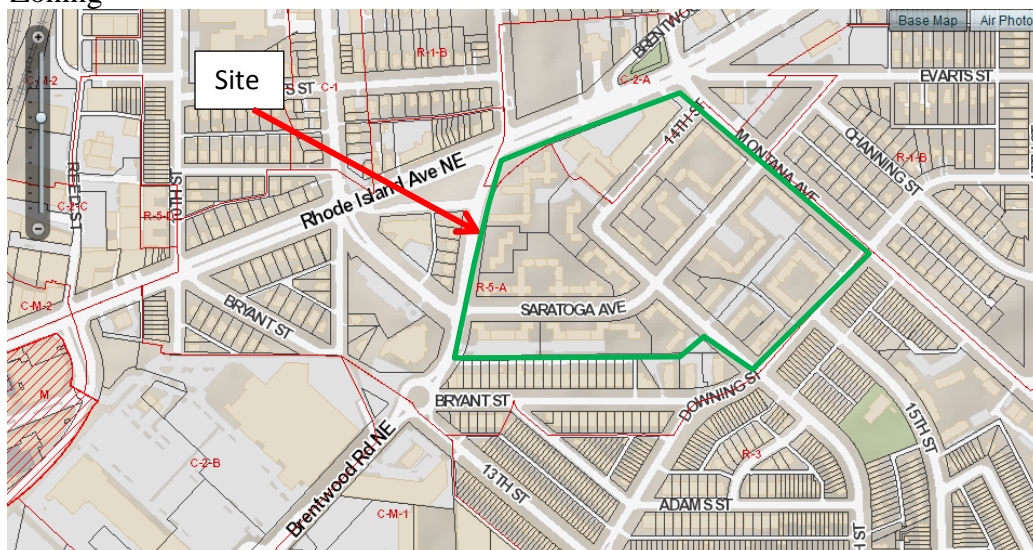 Zoning
Base Map
Air Photo
BRENTWOOD
R-1-B
C-2-A
EVARTS ST
C-M-2
S ST
C-1
Site
14TH ST
MONTANA AVE
CHANNING ST
R-1-B
REED ST
C-2-C
R-5-D
Rhode Island Ave NE
R-5-A
SARATOGA AVE
C-M-2
BRYANT ST
M
BRYANT ST
DOWNING ST
15TH ST
C-2-B
Brentwood Rd NE
13TH ST
R-3
C-M-1
ADAMS ST